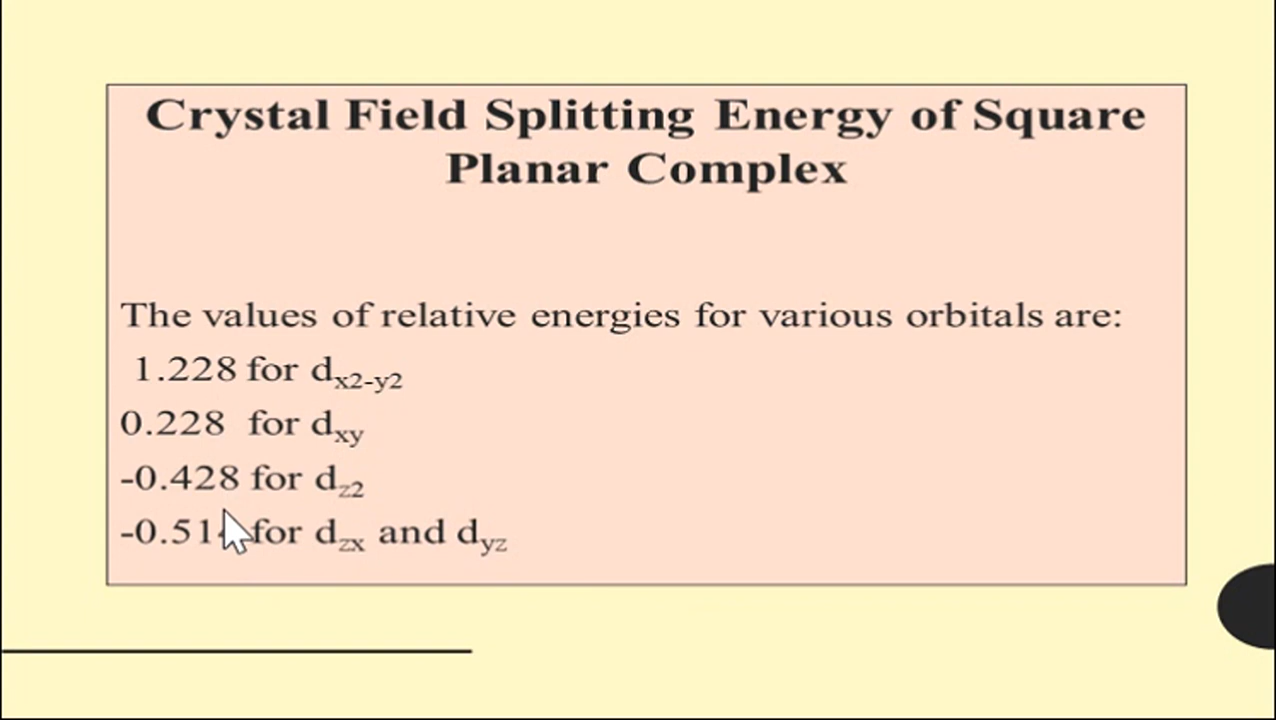 Crystal Field Splitting Energy of Square
Planar Complex
The values of relative energies for various orbitals are:
1.228 for dx2-y2
0.228 for dxy
-0.428 for dz2
for dzx and dyz